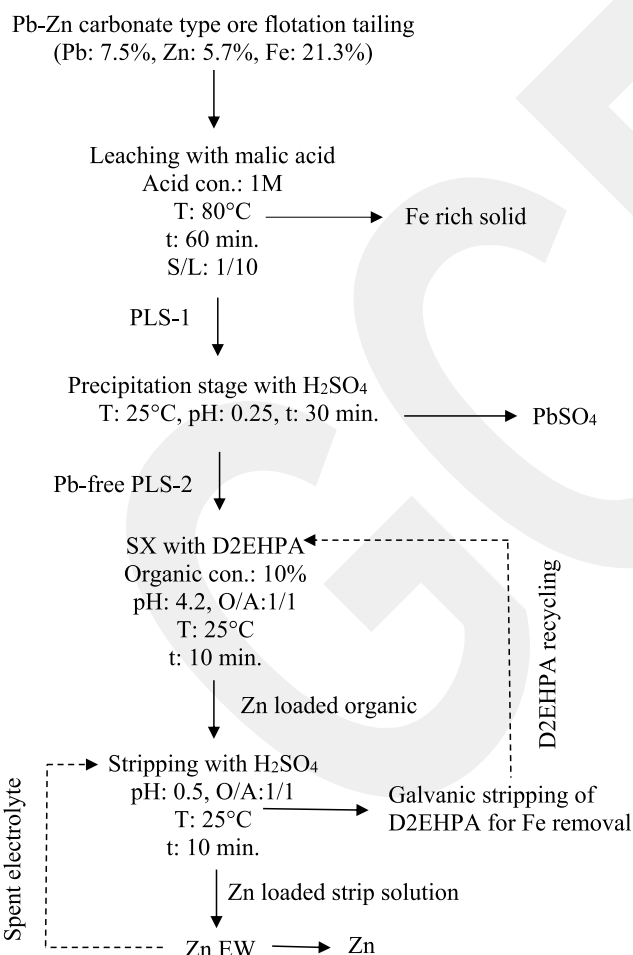 Pb-Zn carbonate type ore flotation tailing
(Pb: 7.5%, Zn: 5.7%, Fe: 21.3%)
Leaching with malic acid
Acid con.: 1M
T: 80°C
t: 60 min.
S/L: 1/10
Fe rich solid
PLS-1
Precipitation stage with H₂SO₄
T: 25°C, pH: 0.25, t: 30 min.
PbSO₄
Pb-free PLS-2
SX with D2EHPA
Organic con.: 10%
pH: 4.2, O/A:1/1
T: 25°C
t: 10 min.
D2EHPA recycling
Zn loaded organic
Stripping with H₂SO₄
pH: 0.5, O/A:1/1
T: 25°C
t: 10 min.
Galvanic stripping of
D2EHPA for Fe removal
Spent electrolyte
Zn loaded strip solution
Zn EW
Zn